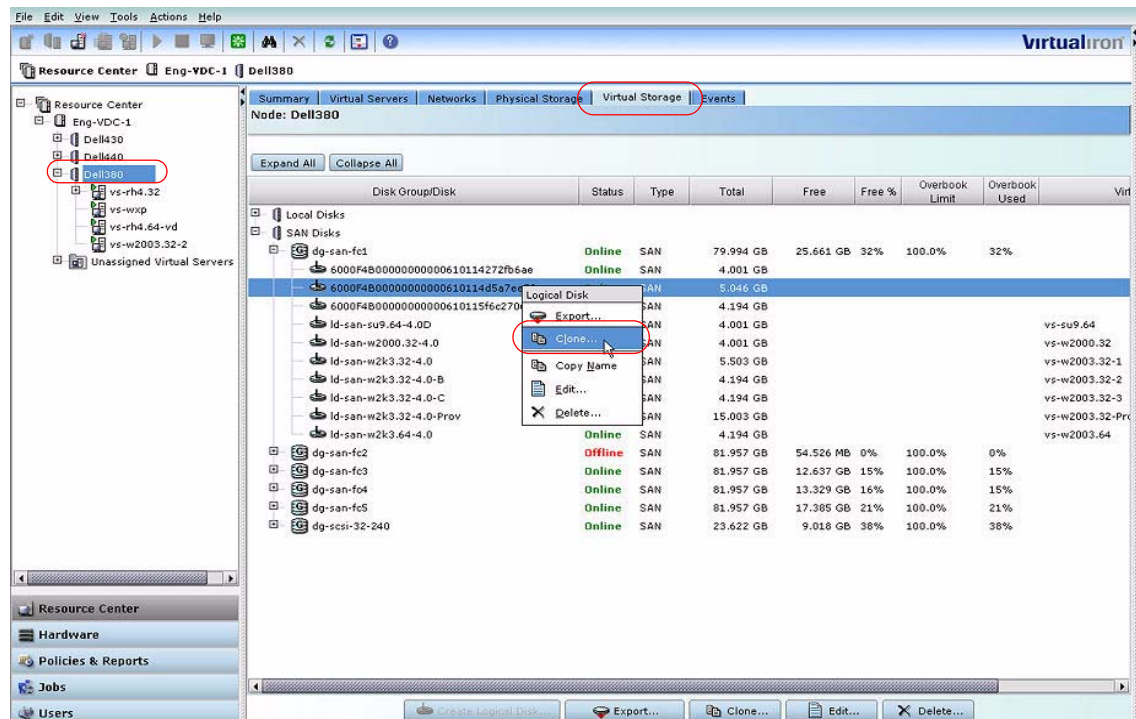 File Edit View Tools Actions Help
Virtualiron
Resource Center Eng-VDC-1 Dell380
Resource Center
Eng-VDC-1
Dell430
Dell440
Dell380
vs-rh4.32
vs-wxp
vs-rh4.64-vd
vs-w2003.32-2
Unassigned Virtual Servers
Resource Center
Hardware
Policies & Reports
Jobs
Users
Summary Virtual Servers Networks Physical Storage Virtual Storage Events
Node: Dell380
Expand All Collapse All
Disk Group/Disk Status Type Total Free Free % Overbook Limit Overbook Used
Local Disks
SAN Disks
dg-san-fc1 Online SAN 79.994 GB 25.661 GB 32% 100.0% 32%
6000F4B0000000000610114272fb6ae Online SAN 4.001 GB
SAN 5.046 GB
SAN 4.194 GB
ld-san-su9.64-4.0D SAN 4.001 GB vs-su9.64
ld-san-w2000.32-4.0 SAN 4.001 GB vs-w2000.32
ld-san-w2k3.32-4.0 SAN 5.503 GB vs-w2003.32-1
ld-san-w2k3.32-4.0-B SAN 4.194 GB vs-w2003.32-2
ld-san-w2k3.32-4.0-C SAN 4.194 GB vs-w2003.32-3
ld-san-w2k3.32-4.0-Prov SAN 15.003 GB
ld-san-w2k3.64-4.0 Online SAN 4.194 GB vs-w2003.64
dg-san-fc2 Offline SAN 81.957 GB 54.526 MB 0% 100.0% 0%
dg-san-fc3 Online SAN 81.957 GB 12.637 GB 15% 100.0% 15%
dg-san-fc4 Online SAN 81.957 GB 13.329 GB 16% 100.0% 15%
dg-san-fc5 Online SAN 81.957 GB 17.385 GB 21% 100.0% 21%
dg-scsi-32-240 Online SAN 23.622 GB 9.018 GB 38% 100.0% 38%
Logical Disk
Export...
Clone...
Copy Name
Edit...
Delete...
Create Logical Disk... Export... Clone... Edit... Delete...